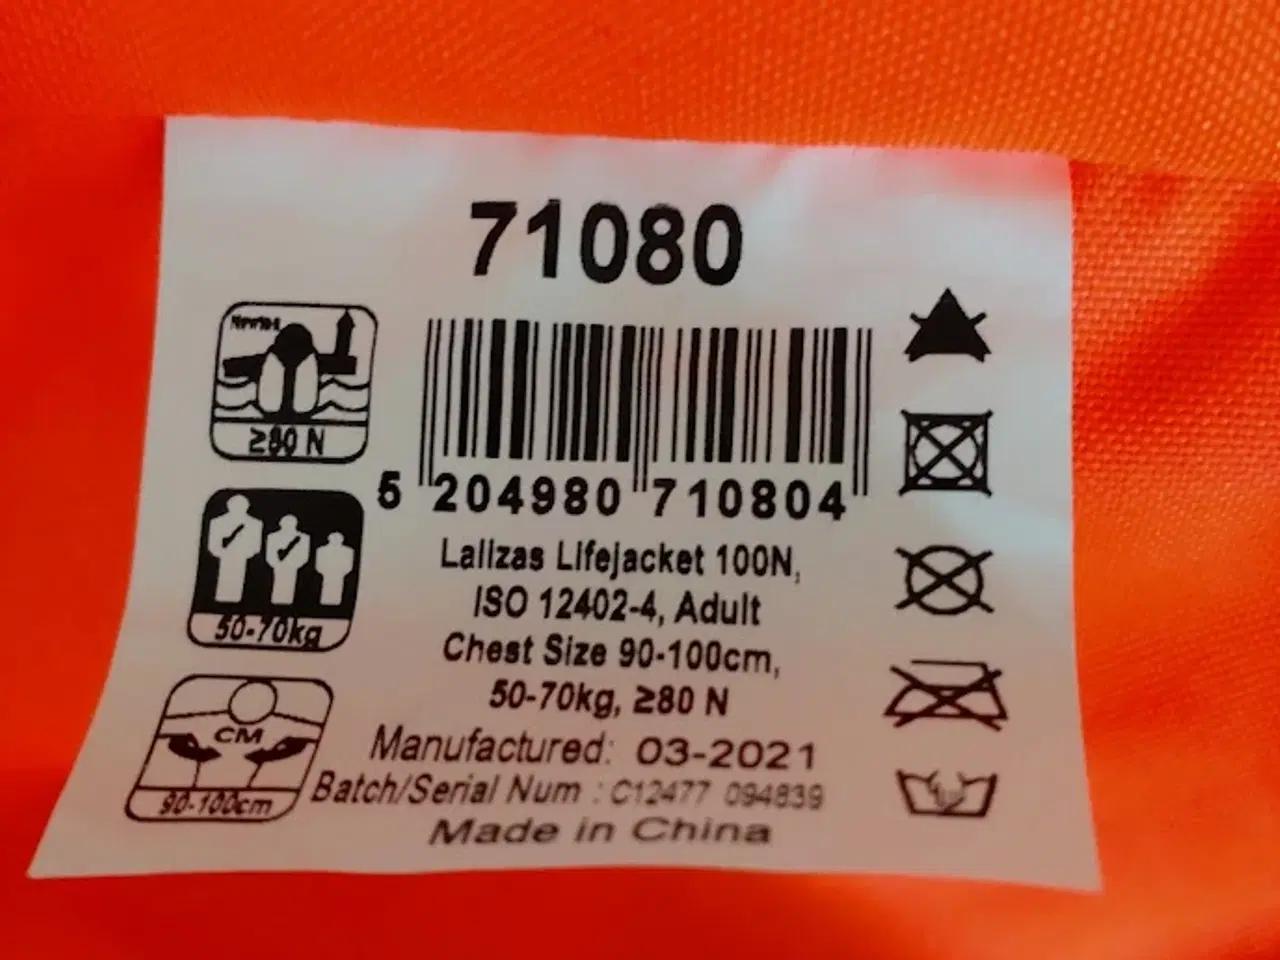 71080
Newton
≥80 N
5 204980 710804
50-70kg
CM
90-100cm
Lalizas Lifejacket 100N,
ISO 12402-4, Adult
Chest Size 90-100cm,
50-70kg, ≥80 N
Manufactured: 03-2021
Batch/Serial Num : C12477 094839
Made in China